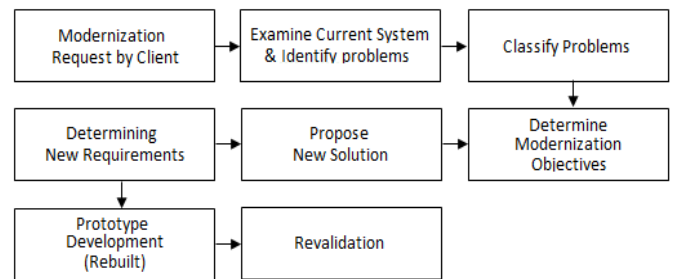 Modernization
Request by Client
Examine Current System
& Identify problems
Classify Problems
Determining
New Requirements
Propose
New Solution
Determine
Modernization
Objectives
Prototype
Development
(Rebuilt)
Revalidation